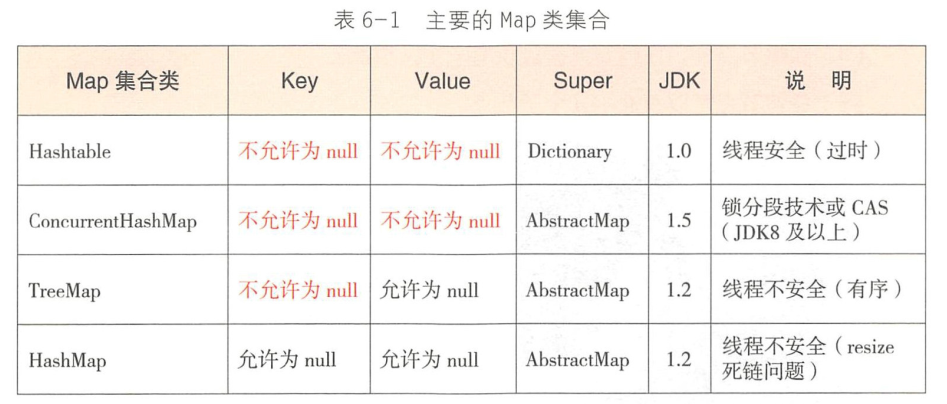 表 6-1 主要的 Map 类集合
Map 集合类 Key Value Super JDK 说 明
Hashtable 不允许为 null 不允许为 null Dictionary 1.0 线程安全（过时）
ConcurrentHashMap 不允许为 null 不允许为 null AbstractMap 1.5 锁分段技术或 CAS
（JDK8 及以上）
TreeMap 不允许为 null 允许为 null AbstractMap 1.2 线程不安全（有序）
HashMap 允许为 null 允许为 null AbstractMap 1.2 线程不安全（resize
死链问题）